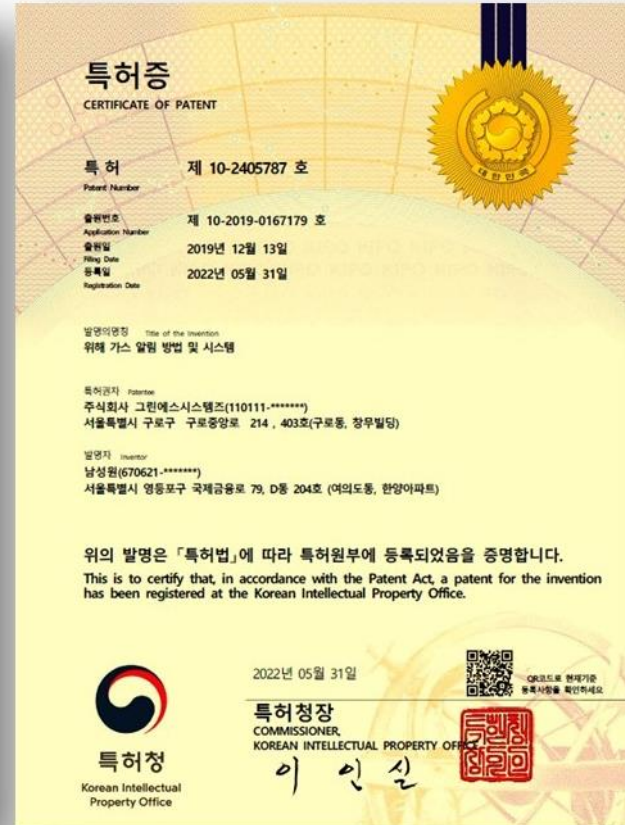 특허증
CERTIFICATE OF PATENT
대한민국
특 허 제 10-2405787 호
Patent Number
출원번호 제 10-2019-0167179 호
Application Number
출원일 2019년 12월 13일
Filing Date
등록일 2022년 05월 31일
Registration Date
발명의명칭 Title of the Invention
위해 가스 알림 방법 및 시스템
특허권자 Patentee
주식회사 그린에스시스템즈(110111-*******)
서울특별시 구로구 구로중앙로 214 , 403호(구로동, 창무빌딩)
발명자 Inventor
남성원(670621-*******)
서울특별시 영등포구 국제금융로 79, D동 204호 (여의도동, 한양아파트)
위의 발명은 「특허법」에 따라 특허원부에 등록되었음을 증명합니다.
This is to certify that, in accordance with the Patent Act, a patent for the invention
has been registered at the Korean Intellectual Property Office.
2022년 05월 31일
QR코드로 현재기준
등록사항을 확인하세요
특허청장
COMMISSIONER,
KOREAN INTELLECTUAL PROPERTY OFFICE
이 인 실
특허청
Korean Intellectual
Property Office